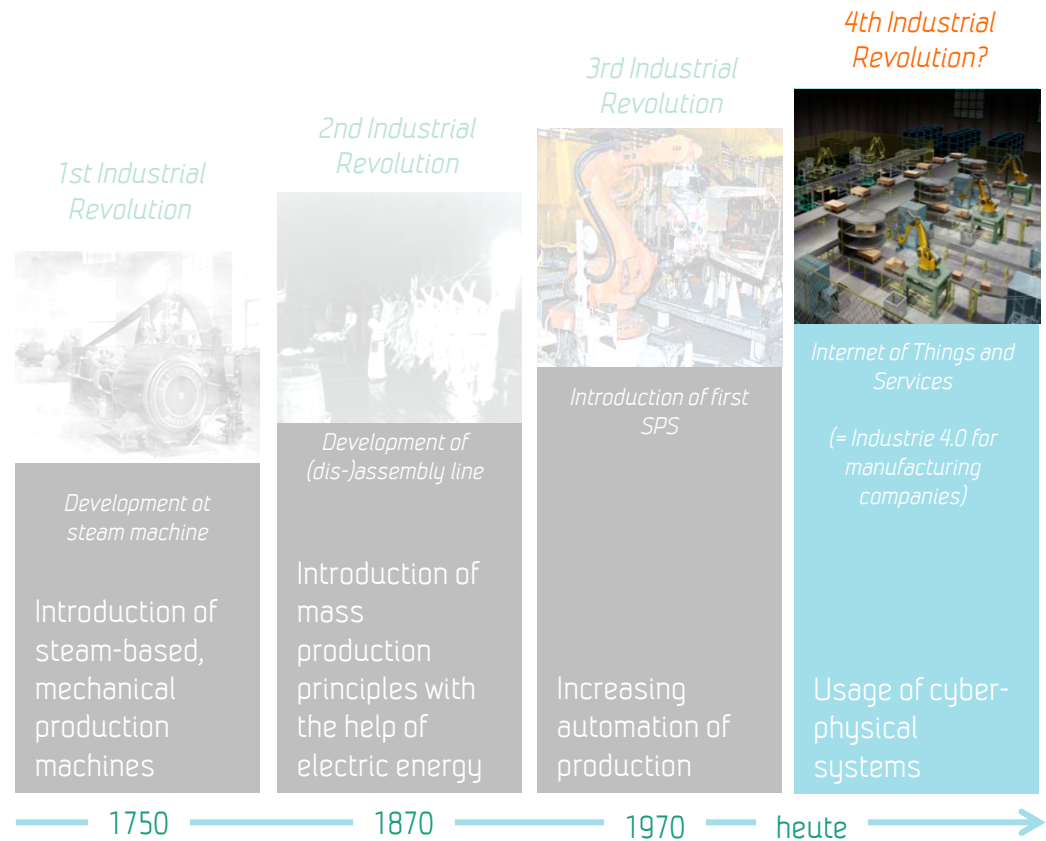 1st Industrial
Revolution
Development ot
steam machine
Introduction of
steam-based,
mechanical
production
machines
2nd Industrial
Revolution
Development of
(dis-)assembly line
Introduction of
mass
production
principles with
the help of
electric energy
3rd Industrial
Revolution
Introduction of first
SPS
Increasing
automation of
production
4th Industrial
Revolution?
Internet of Things and
Services
(= Industrie 4.0 for
manufacturing
companies)
Usage of cyber-
physical
systems
1750
1870
1970
heute